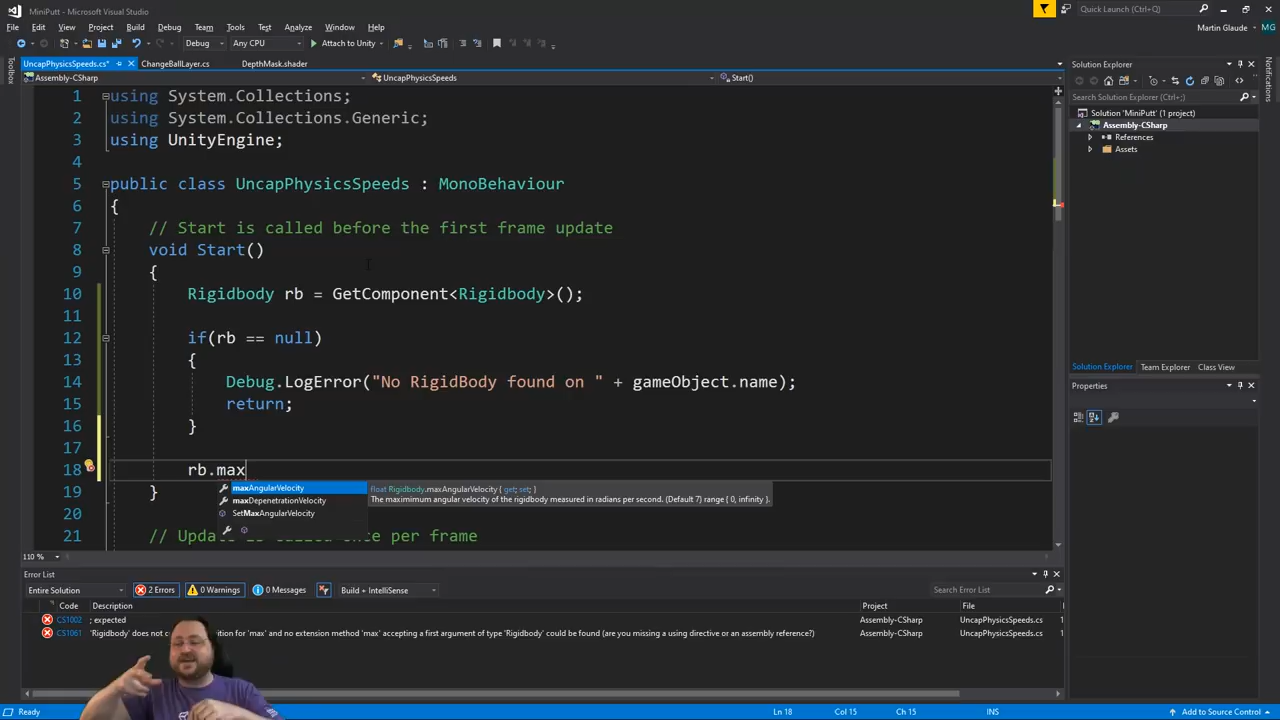 MiniPutt - Microsoft Visual Studio
Quick Launch (Ctrl+Q)
File Edit View Project Build Debug Team Tools Test Analyze Window Help
Martin Glaude MG
Debug Any CPU Attach to Unity
UncapPhysicsSpeeds.cs ChangeBallLayer.cs DepthMask.shader
Assembly-CSharp UncapPhysicsSpeeds Start()
Toolbox
Notifications
1 using System.Collections;
2 using System.Collections.Generic;
3 using UnityEngine;
4
5 public class UncapPhysicsSpeeds : MonoBehaviour
6 {
7 // Start is called before the first frame update
8 void Start()
9 {
10 Rigidbody rb = GetComponent<Rigidbody>();
11
12 if(rb == null)
13 {
14 Debug.LogError("No RigidBody found on " + gameObject.name);
15 return;
16 }
17
18 rb.max
19 }
20
21 // Update is called once per frame
maxAngularVelocity
maxDepenetrationVelocity
SetMaxAngularVelocity
float Rigidbody.maxAngularVelocity { get; set; }
The maximimum angular velocity of the rigidbody measured in radians per second. (Default 7) range { 0, infinity }.
110 %
Solution Explorer
Search Solution Explorer (Ctrl+;)
Solution 'MiniPutt' (1 project)
Assembly-CSharp
References
Assets
Solution Explorer Team Explorer Class View
Properties
Error List
Entire Solution 2 Errors 0 Warnings 0 Messages Build + IntelliSense
Search Error List
Code Description Project File
CS1002 ; expected Assembly-CSharp UncapPhysicsSpeeds.cs 1
CS1061 'Rigidbody' does not co
ition for 'max' and no extension method 'max' accepting a first argument of type 'Rigidbody' could be found (are you missing a using directive or an assembly reference?) Assembly-CSharp UncapPhysicsSpeeds.cs 1
Ready Ln 18 Col 15 Ch 15 INS Add to Source Control